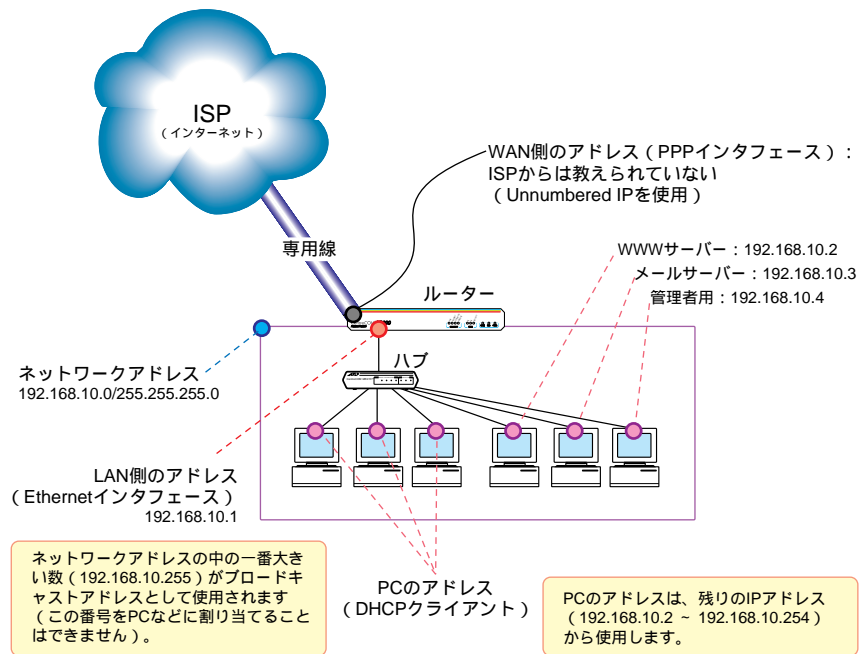 ISP
（インターネット）
WAN側のアドレス（PPPインタフェース）：
ISPからは教えられていない
（Unnumbered IPを使用）
専用線
WWWサーバー：192.168.10.2
メールサーバー：192.168.10.3
管理者用：192.168.10.4
ルーター
ハブ
ネットワークアドレス
192.168.10.0/255.255.255.0
LAN側のアドレス
（Ethernetインタフェース）
192.168.10.1
ネットワークアドレスの中の一番大き
い数（192.168.10.255）がブロードキ
ャストアドレスとして使用されます
（この番号をPCなどに割り当てること
はできません）。
PCのアドレス
（DHCPクライアント）
PCのアドレスは、残りのIPアドレス
（192.168.10.2 ~ 192.168.10.254）
から使用します。